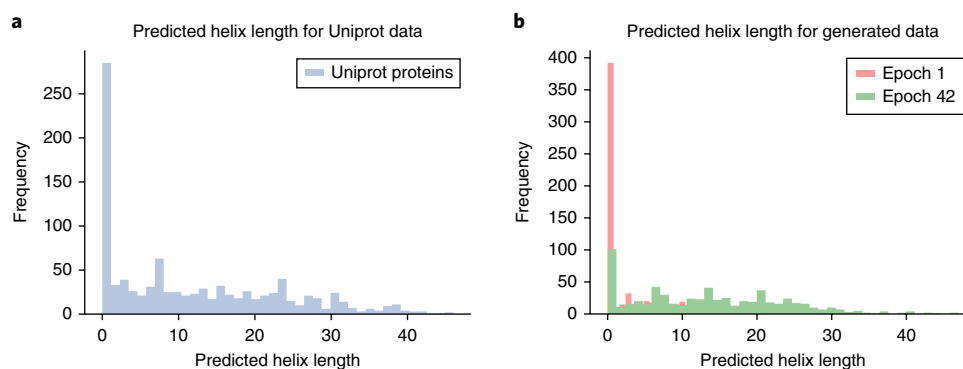 a
Predicted helix length for Uniprot data
Uniprot proteins
Frequency
250
200
150
100
50
0
0 10 20 30 40
Predicted helix length
b
Predicted helix length for generated data
Epoch 1
Epoch 42
Frequency
400
350
300
250
200
150
100
50
0
0 10 20 30 40
Predicted helix length